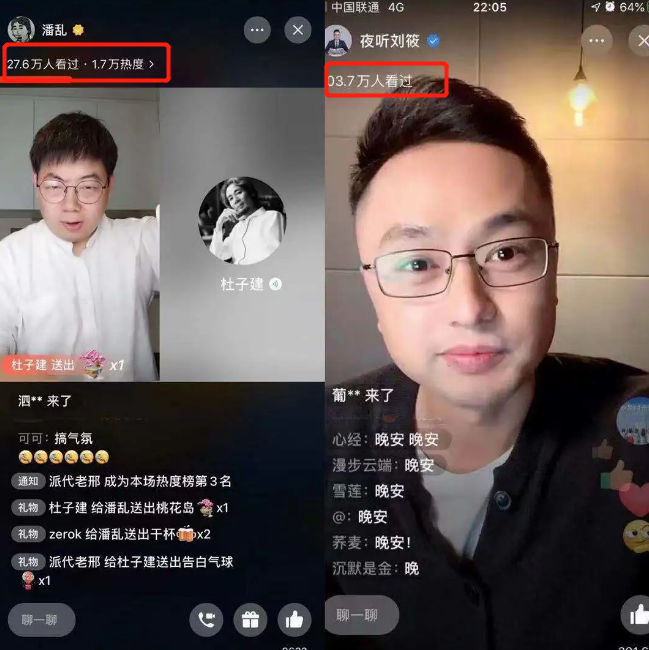 潘乱
27.6万人看过 · 1.7万热度 >
杜子建
杜子建 送出 x1
泗** 来了
可可：搞气氛
通知 派代老邢 成为本场热度榜第3名
礼物 杜子建 给潘乱送出桃花岛 x1
礼物 zerok 给潘乱送出干杯 x2
礼物 派代老邢 给杜子建送出告白气球
x1
聊一聊
中国联通 4G 22:05 64%
夜听刘筱
03.7万人看过
葡** 来了
心经：晚安 晚安
漫步云端：晚安
雪莲：晚安
@：晚安
荞麦：晚安！
沉默是金：晚
聊一聊